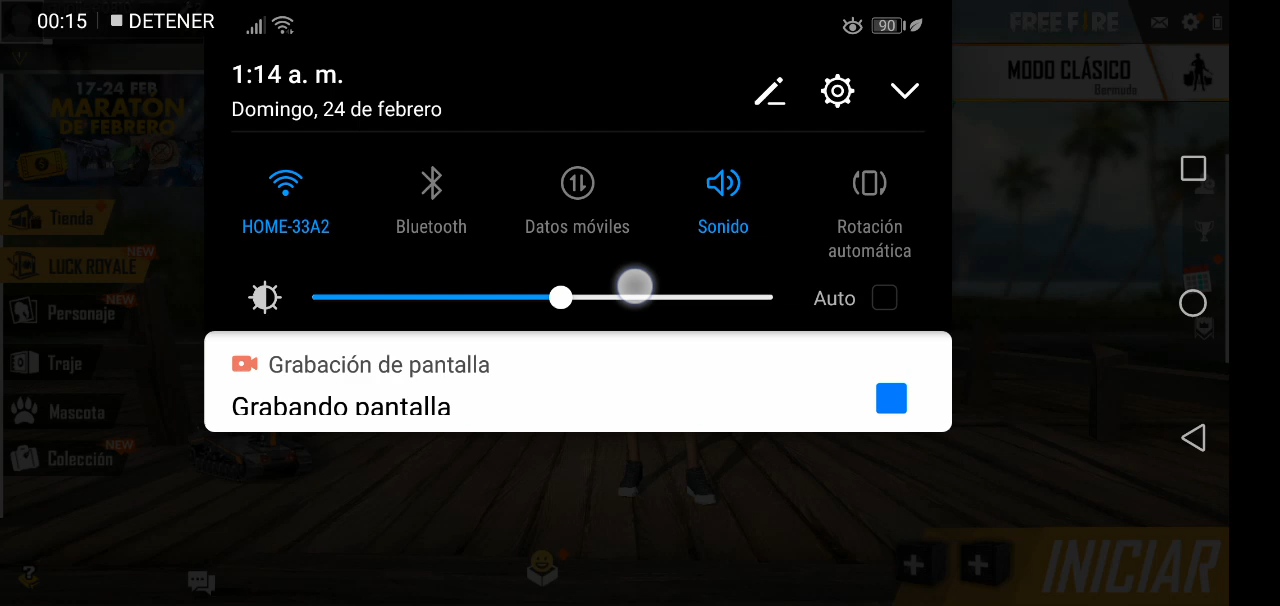 00:15 DETENER
90
FREE FIRE
1:14 a. m.
Domingo, 24 de febrero
MODO CLÁSICO
Bermuda
17-24 FEB
MARATÓN
DE FEBRERO
HOME-33A2
Bluetooth
Datos móviles
Sonido
Rotación
automática
Tienda
NEW
LUCK ROYALE
Auto
NEW
Personaje
Grabación de pantalla
Traje
Grabando pantalla
Mascota
NEW
Colección
INICIAR